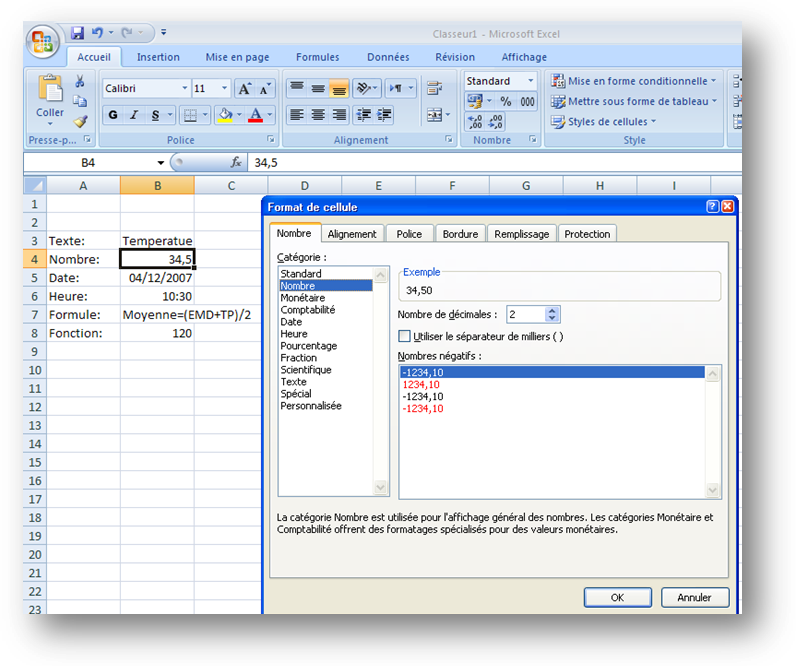 Classeur1 - Microsoft Excel
Accueil Insertion Mise en page Formules Données Révision Affichage
Coller
Calibri 11
G I S
Standard
% 000
Mise en forme conditionnelle
Mettre sous forme de tableau
Styles de cellules
Presse-p... Police Alignement Nombre Style
B4 fx 34,5
A B C D E F G H I
1
2
3 Texte: Temperatue
4 Nombre: 34,5
5 Date: 04/12/2007
6 Heure: 10:30
7 Formule: Moyenne=(EMD+TP)/2
8 Fonction: 120
9
10
11
12
13
14
15
16
17
18
19
20
21
22
23
Format de cellule
Nombre Alignement Police Bordure Remplissage Protection
Catégorie :
Standard
Nombre
Monétaire
Comptabilité
Date
Heure
Pourcentage
Fraction
Scientifique
Texte
Spécial
Personnalisée
Exemple
34,50
Nombre de décimales : 2
Utiliser le séparateur de milliers ( )
Nombres négatifs :
-1234,10
1234,10
-1234,10
-1234,10
La catégorie Nombre est utilisée pour l'affichage général des nombres. Les catégories Monétaire et
Comptabilité offrent des formatages spécialisés pour des valeurs monétaires.
OK Annuler